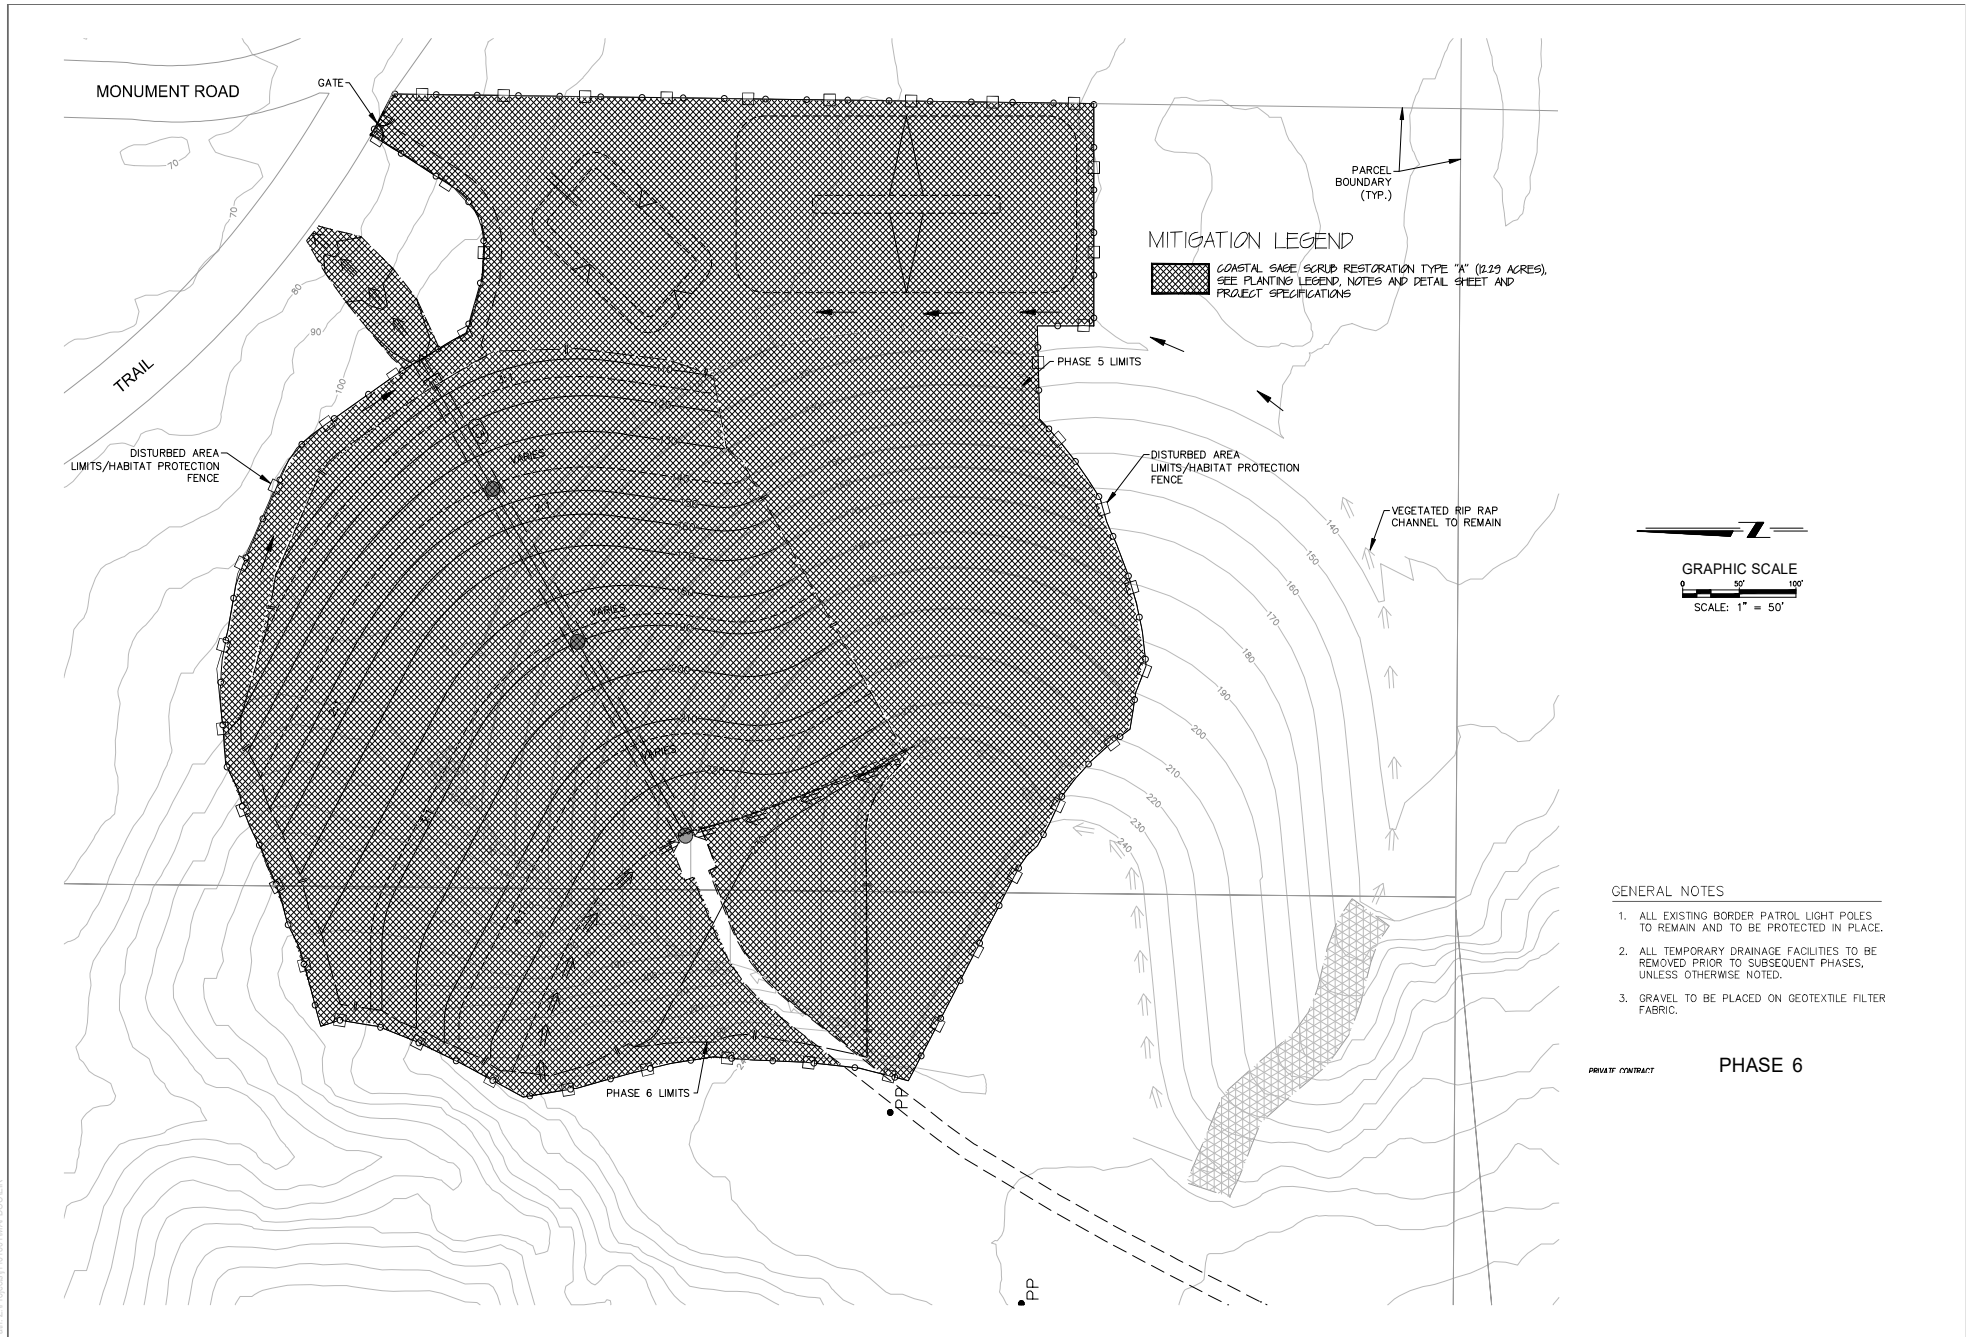 MONUMENT ROAD
GATE
70
70
80
90
100
TRAIL
PARCEL
BOUNDARY
(TYP.)
MITIGATION LEGEND
COASTAL SAGE SCRUB RESTORATION TYPE "A" (12.29 ACRES),
SEE PLANTING LEGEND, NOTES AND DETAIL SHEET AND
PROJECT SPECIFICATIONS
PHASE 5 LIMITS
DISTURBED AREA
LIMITS/HABITAT PROTECTION
FENCE
DISTURBED AREA
LIMITS/HABITAT PROTECTION
FENCE
VEGETATED RIP RAP
CHANNEL TO REMAIN
VARIES
VARIES
VARIES
140
150
160
170
180
190
200
210
220
230
240
GRAPHIC SCALE
0 50' 100'
SCALE: 1" = 50'
GENERAL NOTES
1. ALL EXISTING BORDER PATROL LIGHT POLES
TO REMAIN AND TO BE PROTECTED IN PLACE.
2. ALL TEMPORARY DRAINAGE FACILITIES TO BE
REMOVED PRIOR TO SUBSEQUENT PHASES,
UNLESS OTHERWISE NOTED.
3. GRAVEL TO BE PLACED ON GEOTEXTILE FILTER
FABRIC.
PRIVATE CONTRACT
PHASE 6
PHASE 6 LIMITS
PP
PP